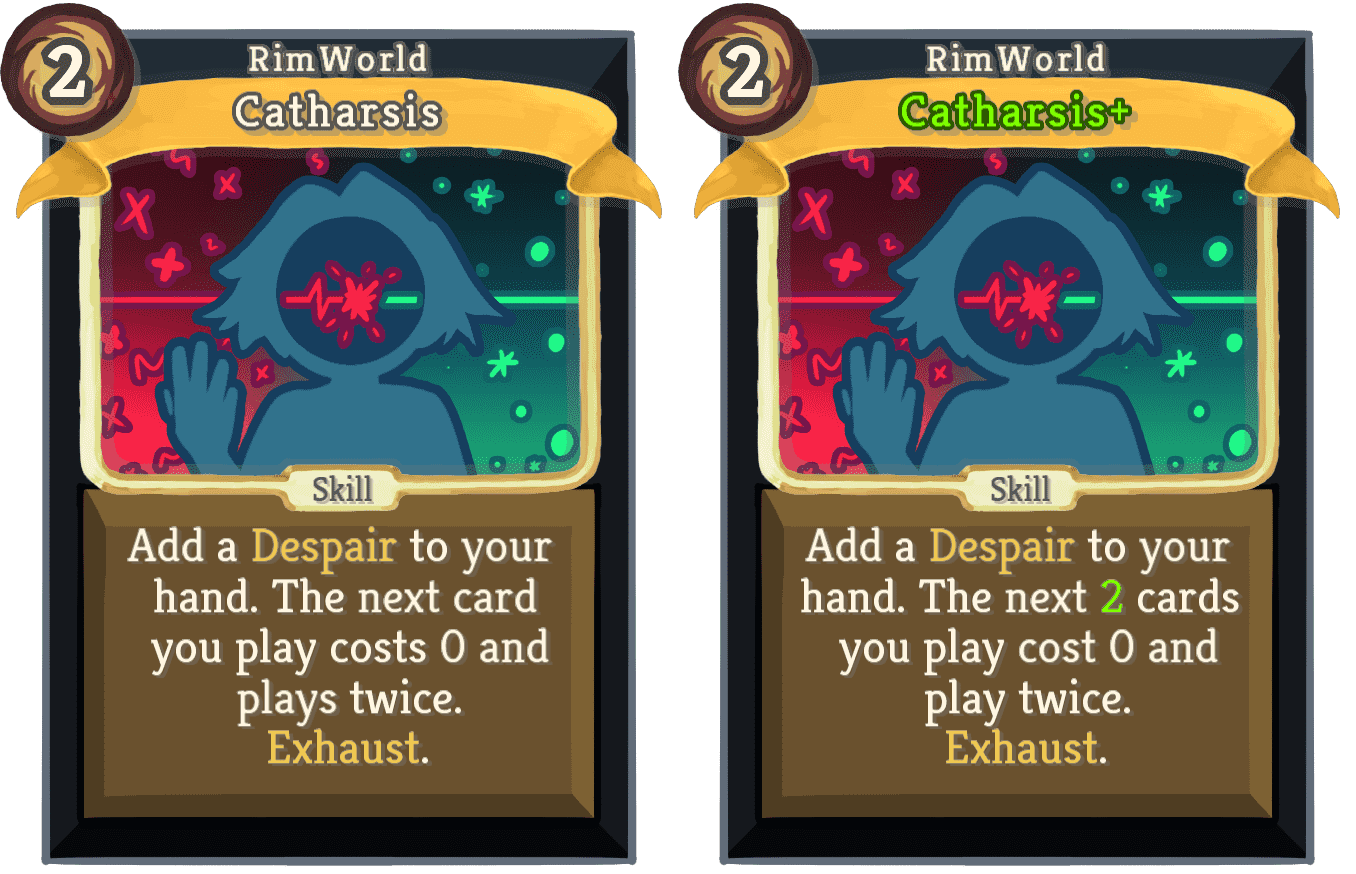 2
RimWorld
Catharsis
Skill
Add a Despair to your
hand. The next card
you play costs 0 and
plays twice.
Exhaust.
2
RimWorld
Catharsis+
Skill
Add a Despair to your
hand. The next 2 cards
you play cost 0 and
play twice.
Exhaust.